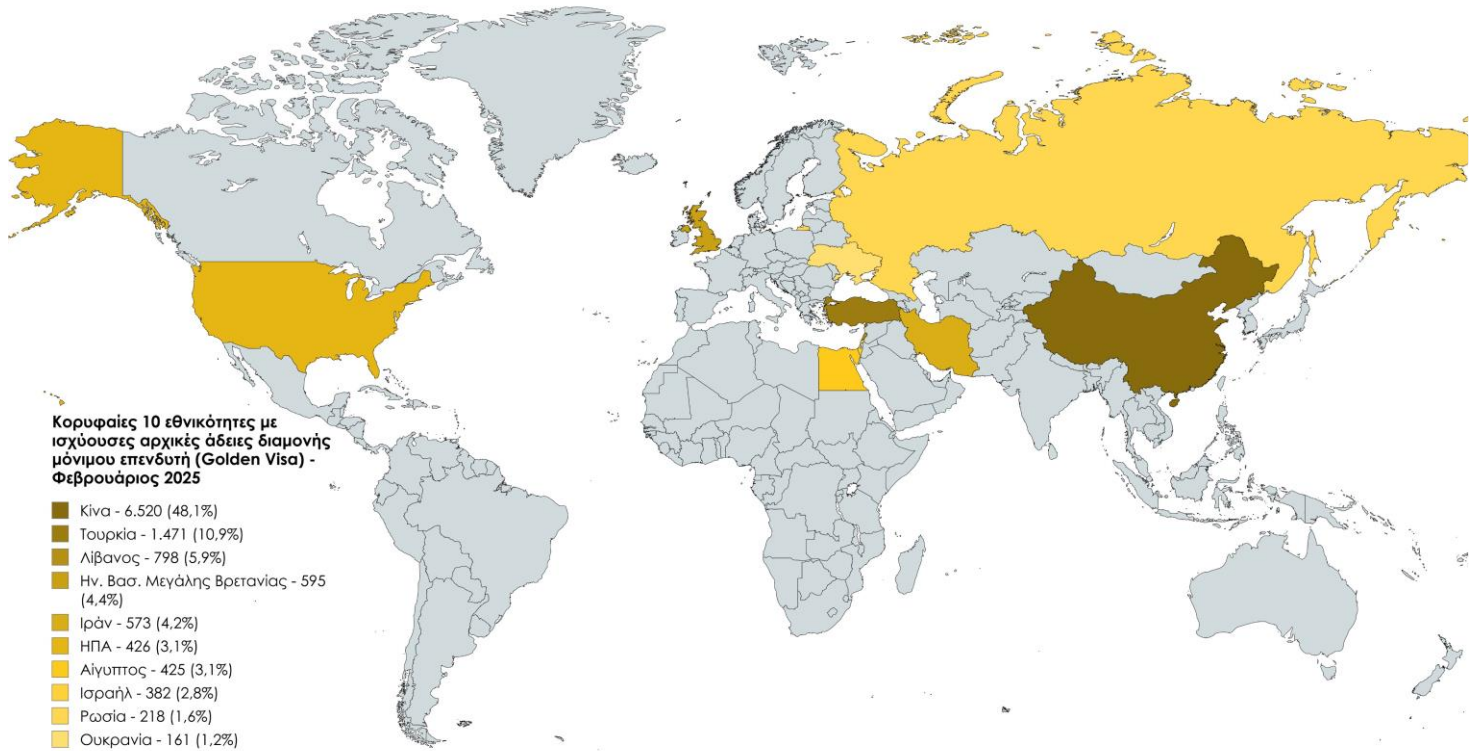 Κορυφαίες 10 εθνικότητες με
ισχύουσες αρχικές άδειες διαμονής
μόνιμου επενδυτή (Golden Visa) -
Φεβρουάριος 2025
Κίνα - 6.520 (48,1%)
Τουρκία - 1.471 (10,9%)
Λίβανος - 798 (5,9%)
Ην. Βασ. Μεγάλης Βρετανίας - 595
(4,4%)
Ιράν - 573 (4,2%)
ΗΠΑ - 426 (3,1%)
Αίγυπτος - 425 (3,1%)
Ισραήλ - 382 (2,8%)
Ρωσία - 218 (1,6%)
Ουκρανία - 161 (1,2%)